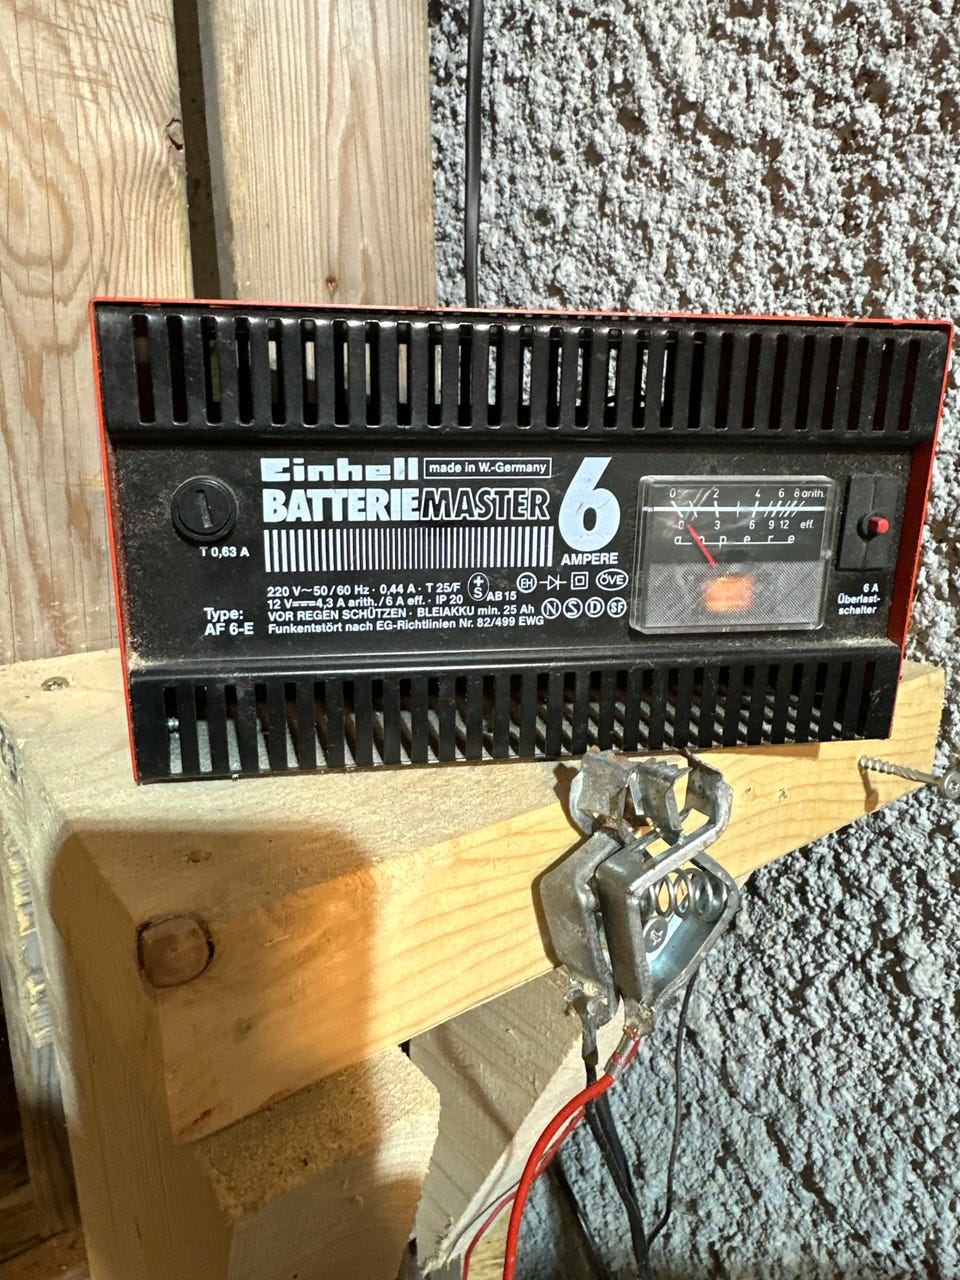 Einhell made in W.-Germany
BATTERIEMASTER 6
AMPERE
T 0,63 A
220 V~50/60 Hz · 0,44 A · T 25/F
12 V 4,3 A arith./6 A eff. · IP 20
VOR REGEN SCHÜTZEN · BLEIAKKU min. 25 Ah
Funkentstört nach EG-Richtlinien Nr. 82/499 EWG
+
S AB15 EH ÖVE
N S D SF
Type:
AF 6-E
0 2 4 6 8 arith.
0 3 6 9 12 eff.
ampere
6 A
Überlast-
schalter